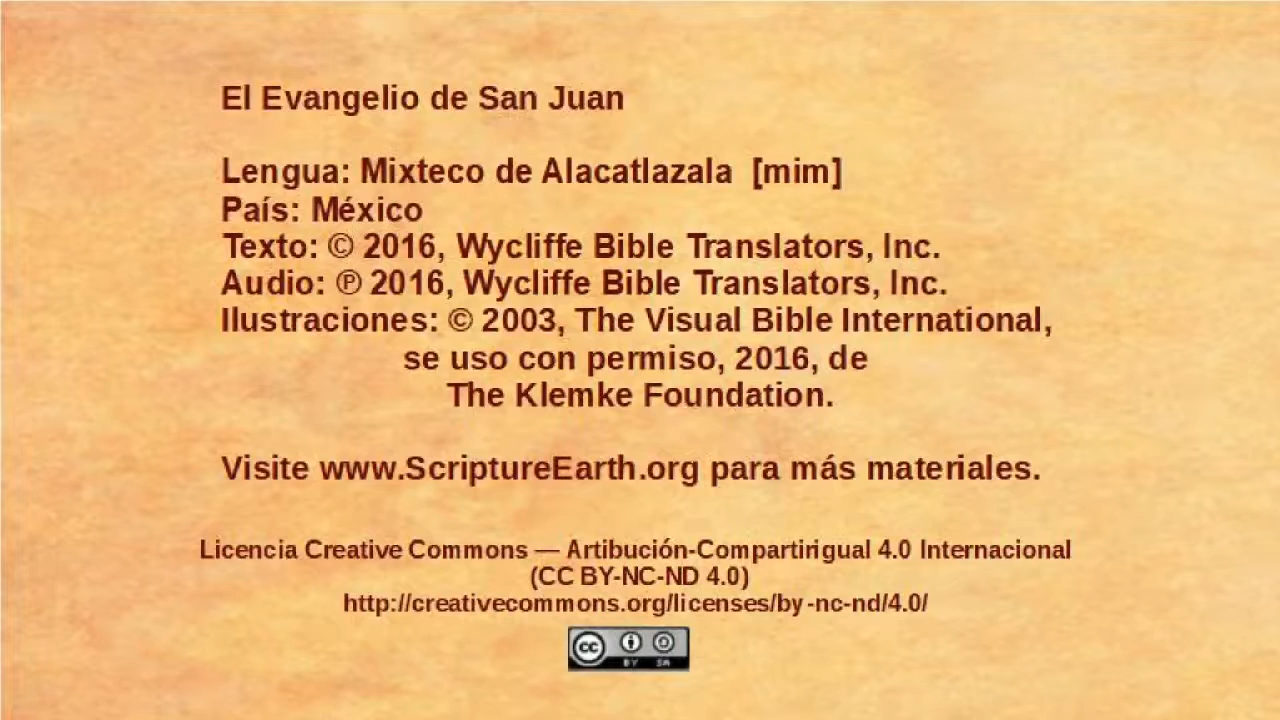 El Evangelio de San Juan
Lengua: Mixteco de Alacatlazala [mim]
País: México
Texto: © 2016, Wycliffe Bible Translators, Inc.
Audio: ℗ 2016, Wycliffe Bible Translators, Inc.
Ilustraciones: © 2003, The Visual Bible International,
se uso con permiso, 2016, de
The Klemke Foundation.
Visite www.ScriptureEarth.org para más materiales.
Licencia Creative Commons — Artibución-Compartirigual 4.0 Internacional
(CC BY-NC-ND 4.0)
http://creativecommons.org/licenses/by-nc-nd/4.0/
cc BY SA